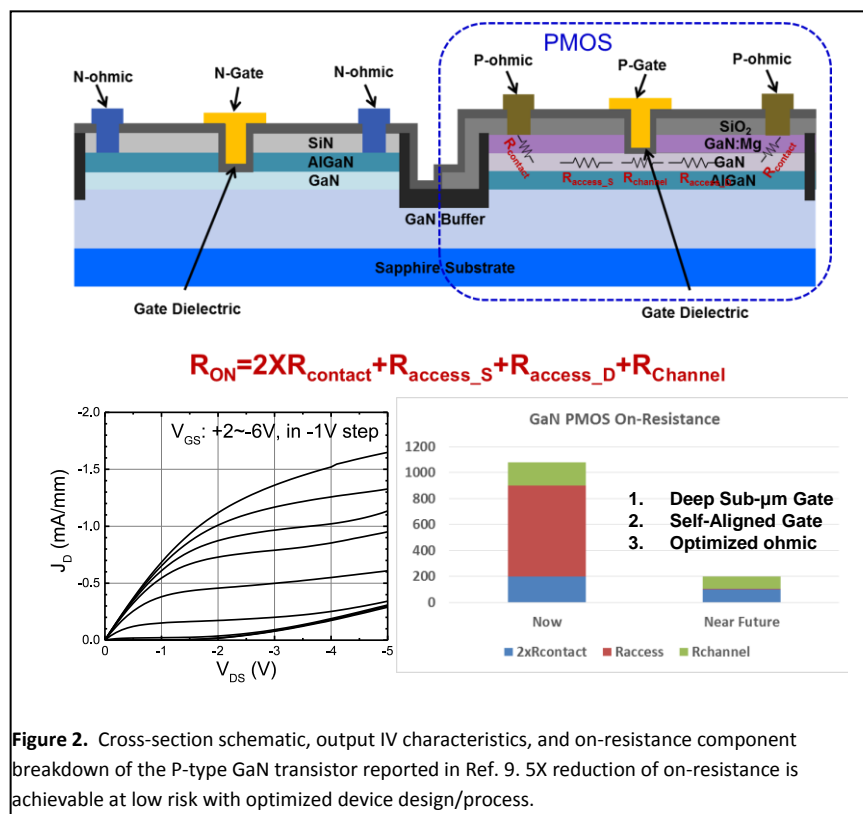 PMOS
N-ohmic
N-Gate
N-ohmic
P-ohmic
P-Gate
P-ohmic
SiN
AlGaN
GaN
SiO2
GaN:Mg
GaN
AlGaN
Rcontact
Raccess_S
Rchannel
Rcontact
GaN Buffer
Sapphire Substrate
Gate Dielectric
Gate Dielectric
RON=2XRcontact+Raccess_S+Raccess_D+RChannel
VGS: +2~-6V, in -1V step
JD (mA/mm)
-2.0
-1.5
-1.0
-0.5
0.0
0
-1
-2
-3
-4
-5
VDS (V)
GaN PMOS On-Resistance
1200
1000
800
600
400
200
0
1. Deep Sub-µm Gate
2. Self-Aligned Gate
3. Optimized ohmic
Now
Near Future
2xRcontact
Raccess
Rchannel
Figure 2. Cross-section schematic, output IV characteristics, and on-resistance component
breakdown of the P-type GaN transistor reported in Ref. 9. 5X reduction of on-resistance is
achievable at low risk with optimized device design/process.